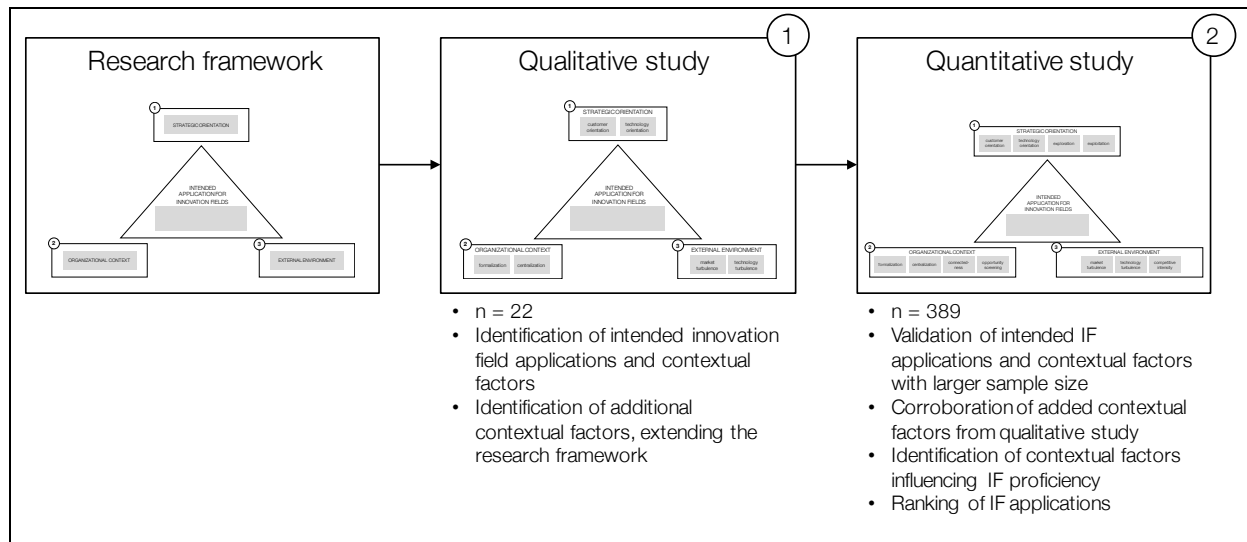 1
2
Research framework
1
STRATEGIC ORIENTATION
INTENDED
APPLICATION FOR
INNOVATION FIELDS
2
ORGANIZATIONAL CONTEXT
3
EXTERNAL ENVIRONMENT
Qualitative study
1
STRATEGIC ORIENTATION
customer
orientation
technology
orientation
INTENDED
APPLICATION FOR
INNOVATION FIELDS
2
ORGANIZATIONAL CONTEXT
formalization
centralization
3
EXTERNAL ENVIRONMENT
market
turbulence
technology
turbulence
• n = 22
• Identification of intended innovation
field applications and contextual
factors
• Identification of additional
contextual factors, extending the
research framework
Quantitative study
1
STRATEGIC ORIENTATION
customer
orientation
technology
orientation
exploration
exploitation
INTENDED
APPLICATION FOR
INNOVATION FIELDS
2
ORGANIZATIONAL CONTEXT
formalization
centralization
connected-
ness
opportunity
screening
3
EXTERNAL ENVIRONMENT
market
turbulence
technology
turbulence
competitive
intensity
• n = 389
• Validation of intended IF
applications and contextual factors
with larger sample size
• Corroboration of added contextual
factors from qualitative study
• Identification of contextual factors
influencing IF proficiency
• Ranking of IF applications